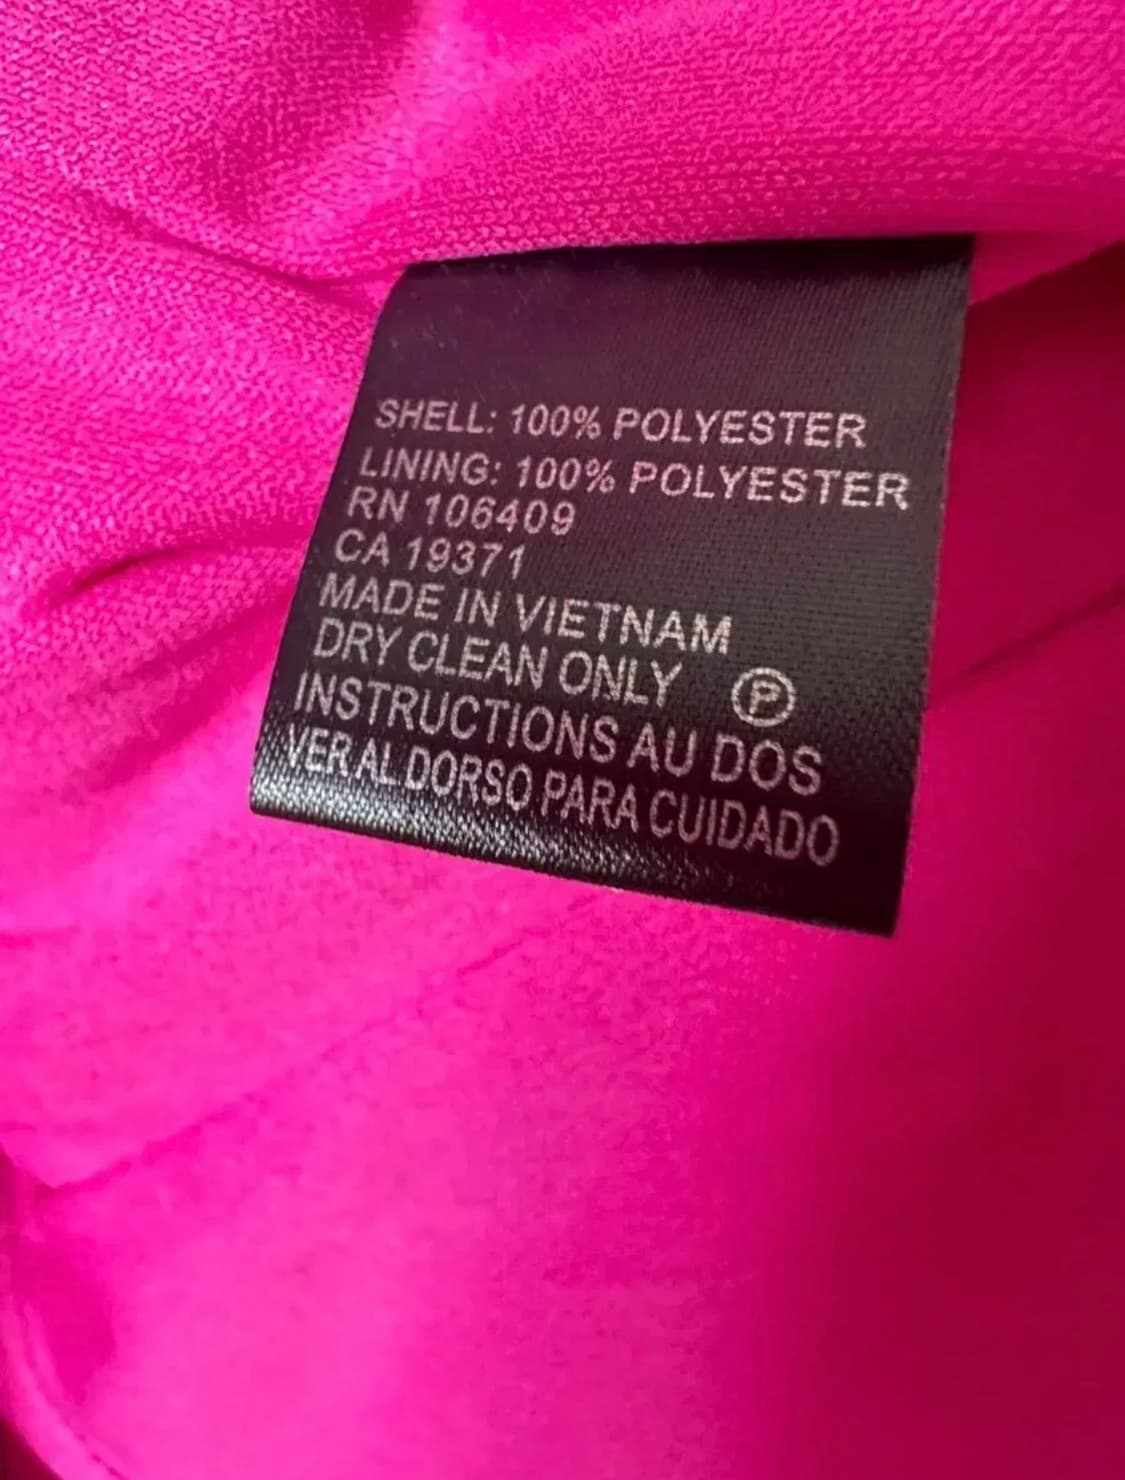 SHELL: 100% POLYESTER
LINING: 100% POLYESTER
RN 106409
CA 19371
MADE IN VIETNAM
DRY CLEAN ONLY Ⓟ
INSTRUCTIONS AU DOS
VER AL DORSO PARA CUIDADO